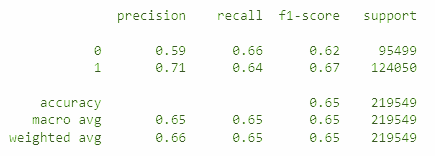 precision recall f1-score support
0 0.59 0.66 0.62 95499
1 0.71 0.64 0.67 124050
accuracy 0.65 219549
macro avg 0.65 0.65 0.65 219549
weighted avg 0.66 0.65 0.65 219549